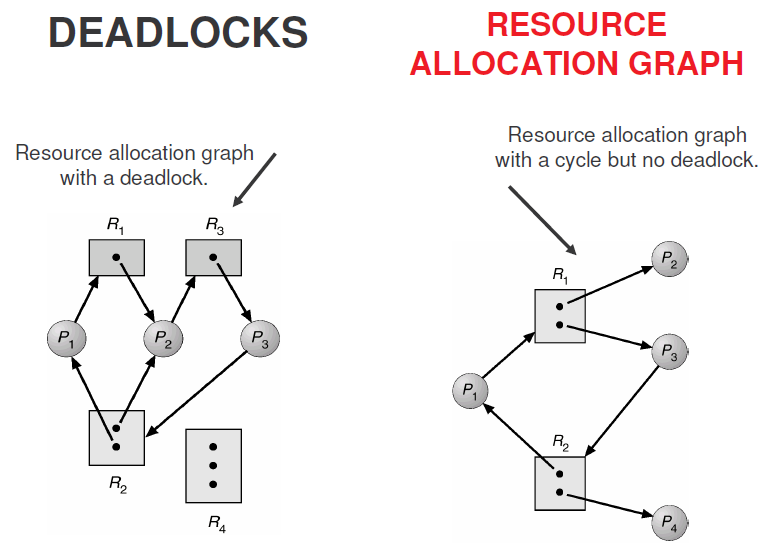 DEADLOCKS
RESOURCE
ALLOCATION GRAPH
Resource allocation graph
with a deadlock.
R1
R3
P1
P2
P3
R2
R4
Resource allocation graph
with a cycle but no deadlock.
P2
R1
P3
P1
R2
P4